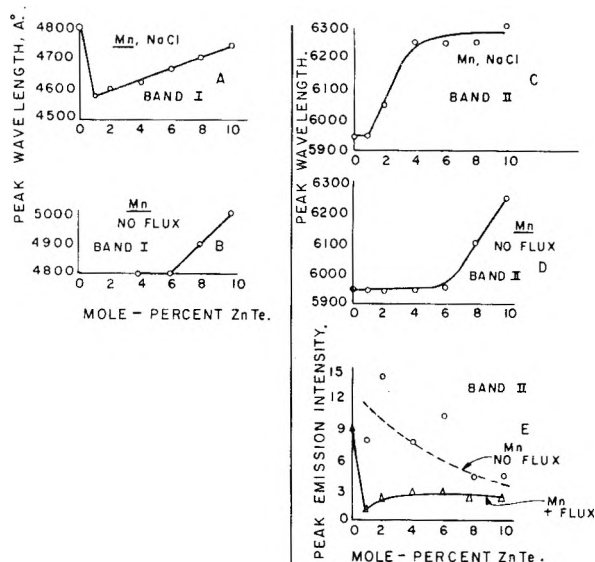 PEAK WAVE LENGTH, A°.
4800
4700
4600
4500
Mn, NaCl
A
BAND I
0 2 4 6 8 10
5000
4900
4800
Mn
NO FLUX
BAND I
B
0 2 4 6 8 10
MOLE - PERCENT ZnTe.
PEAK WAVELENGTH.
6300
6200
6100
6000
5900
Mn, NaCl
C
BAND II
0 2 4 6 8 10
6300
6200
6100
6000
5900
Mn
NO FLUX
D
BAND II
0 2 4 6 8 10
PEAK EMISSION INTENSITY,
15
12
9
6
3
0
BAND II
E
Mn
NO FLUX
Mn
+ FLUX
0 2 4 6 8 10
MOLE - PERCENT ZnTe.